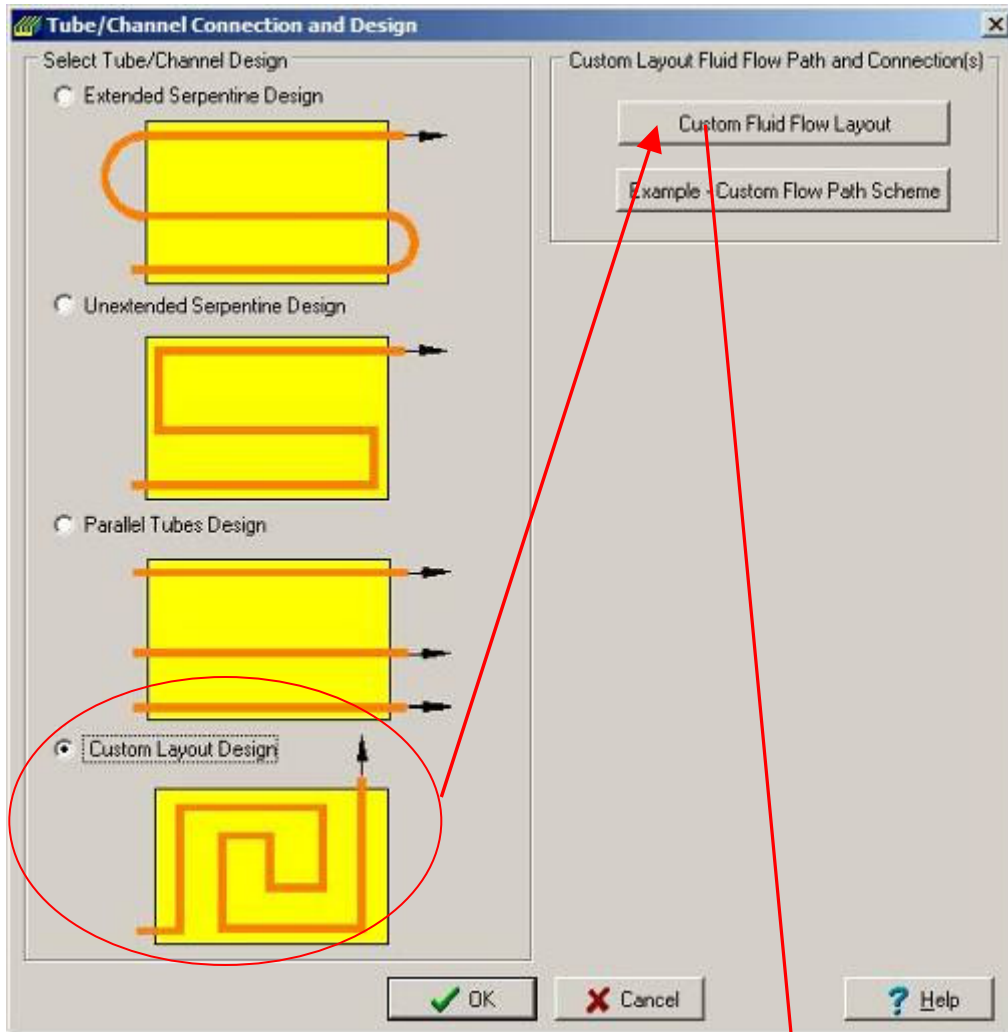 Tube/Channel Connection and Design
Select Tube/Channel Design
Extended Serpentine Design
Unextended Serpentine Design
Parallel Tubes Design
Custom Layout Design
Custom Layout Fluid Flow Path and Connection(s)
Custom Fluid Flow Layout
Example - Custom Flow Path Scheme
OK
Cancel
Help